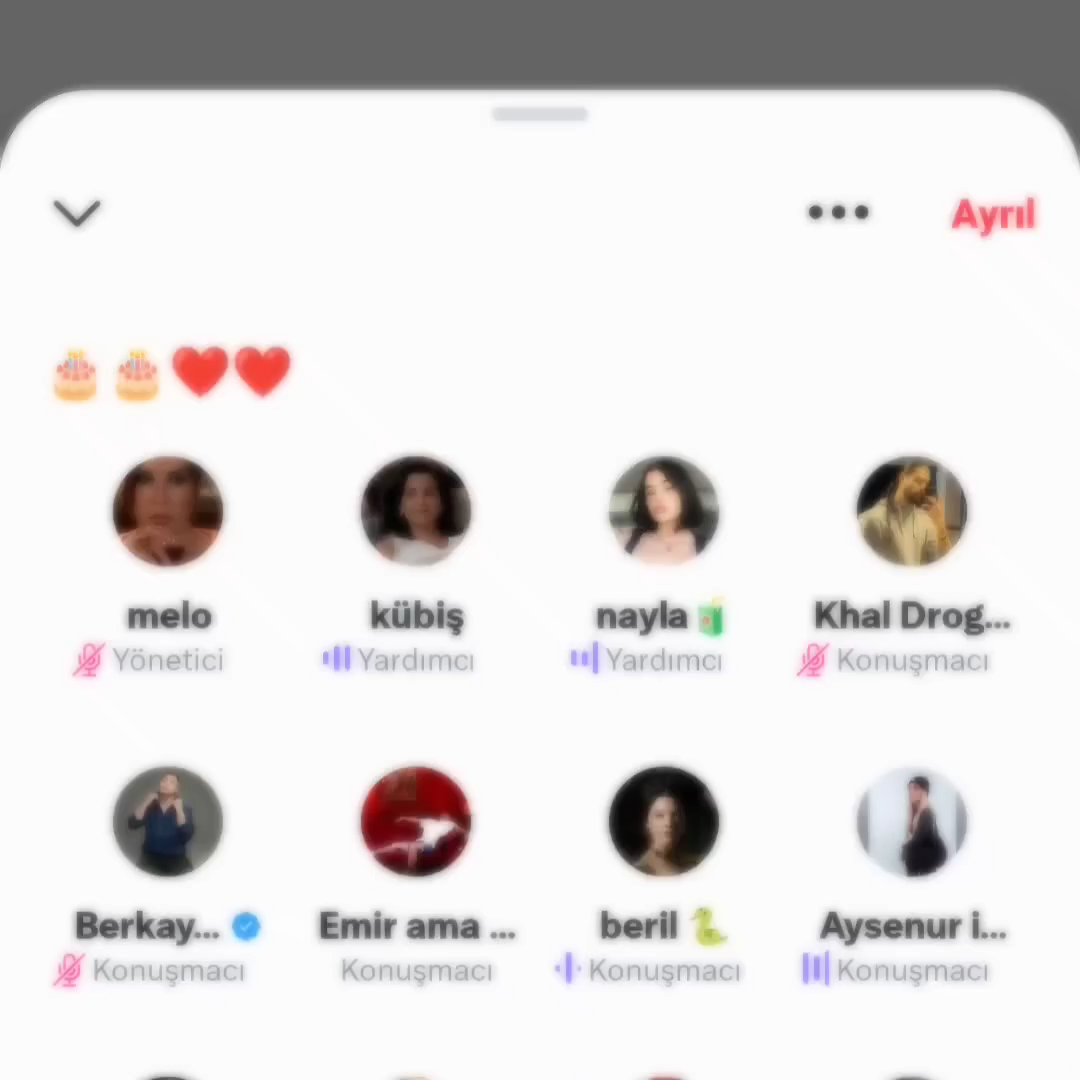 Ayrıl
🎂🎂❤️❤️
melo
Yönetici
kübiş
Yardımcı
nayla 🧃
Yardımcı
Khal Drog...
Konuşmacı
Berkay...
Konuşmacı
Emir ama ...
Konuşmacı
beril 🐍
Konuşmacı
Aysenur i...
Konuşmacı